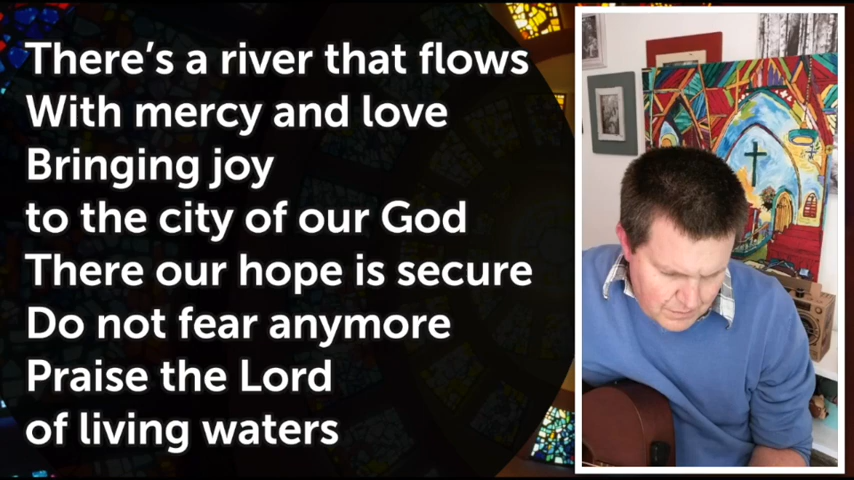 There’s a river that flows
With mercy and love
Bringing joy
to the city of our God
There our hope is secure
Do not fear anymore
Praise the Lord
of living waters